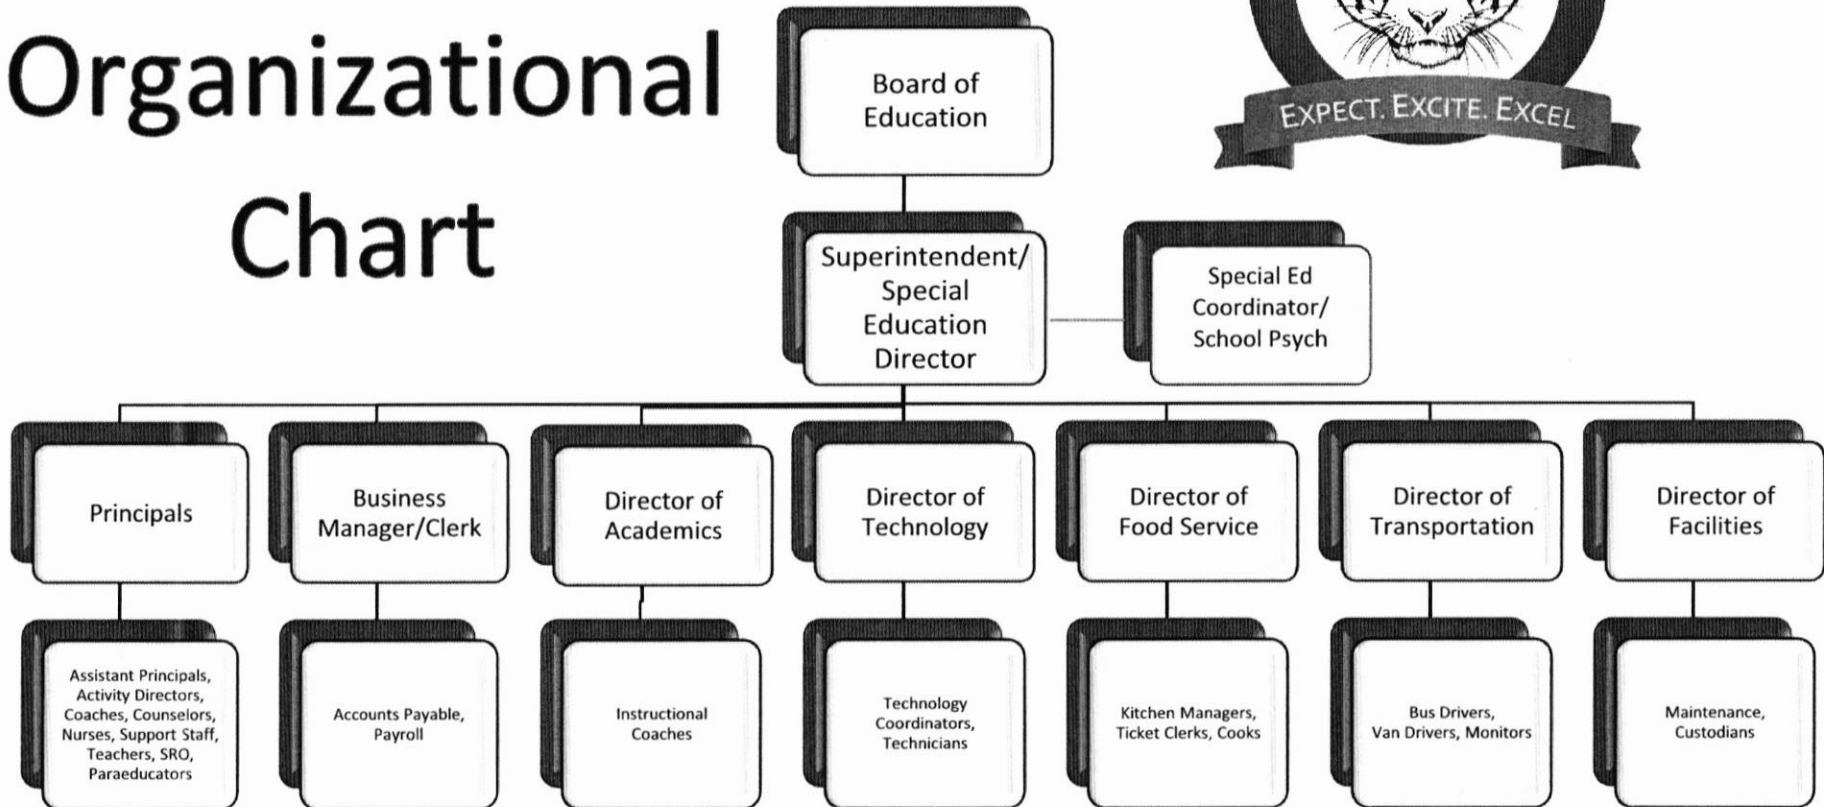 Organizational
Chart
Board of
Education
EXPECT. EXCITE. EXCEL
Superintendent/
Special
Education
Director
Special Ed
Coordinator/
School Psych
Principals
Business
Manager/Clerk
Director of
Academics
Director of
Technology
Director of
Food Service
Director of
Transportation
Director of
Facilities
Assistant Principals,
Activity Directors,
Coaches, Counselors,
Nurses, Support Staff,
Teachers, SRO,
Paraeducators
Accounts Payable,
Payroll
Instructional
Coaches
Technology
Coordinators,
Technicians
Kitchen Managers,
Ticket Clerks, Cooks
Bus Drivers,
Van Drivers, Monitors
Maintenance,
Custodians